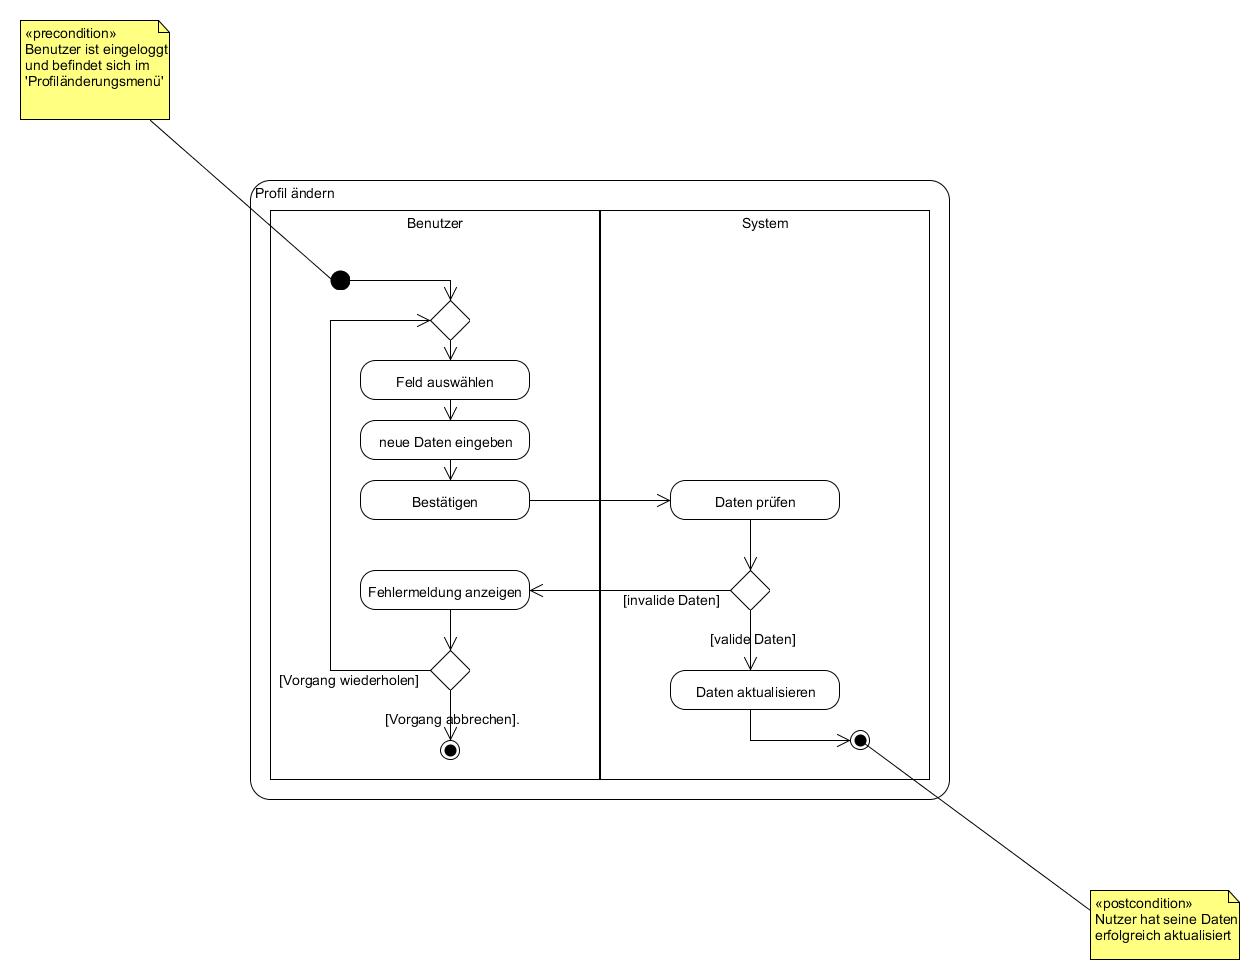 «precondition»
Benutzer ist eingeloggt
und befindet sich im
'Profiländerungsmenü'
Profil ändern
Benutzer
System
Feld auswählen
neue Daten eingeben
Bestätigen
Daten prüfen
Fehlermeldung anzeigen
[invalide Daten]
[valide Daten]
[Vorgang wiederholen]
Daten aktualisieren
[Vorgang abbrechen].
«postcondition»
Nutzer hat seine Daten
erfolgreich aktualisiert